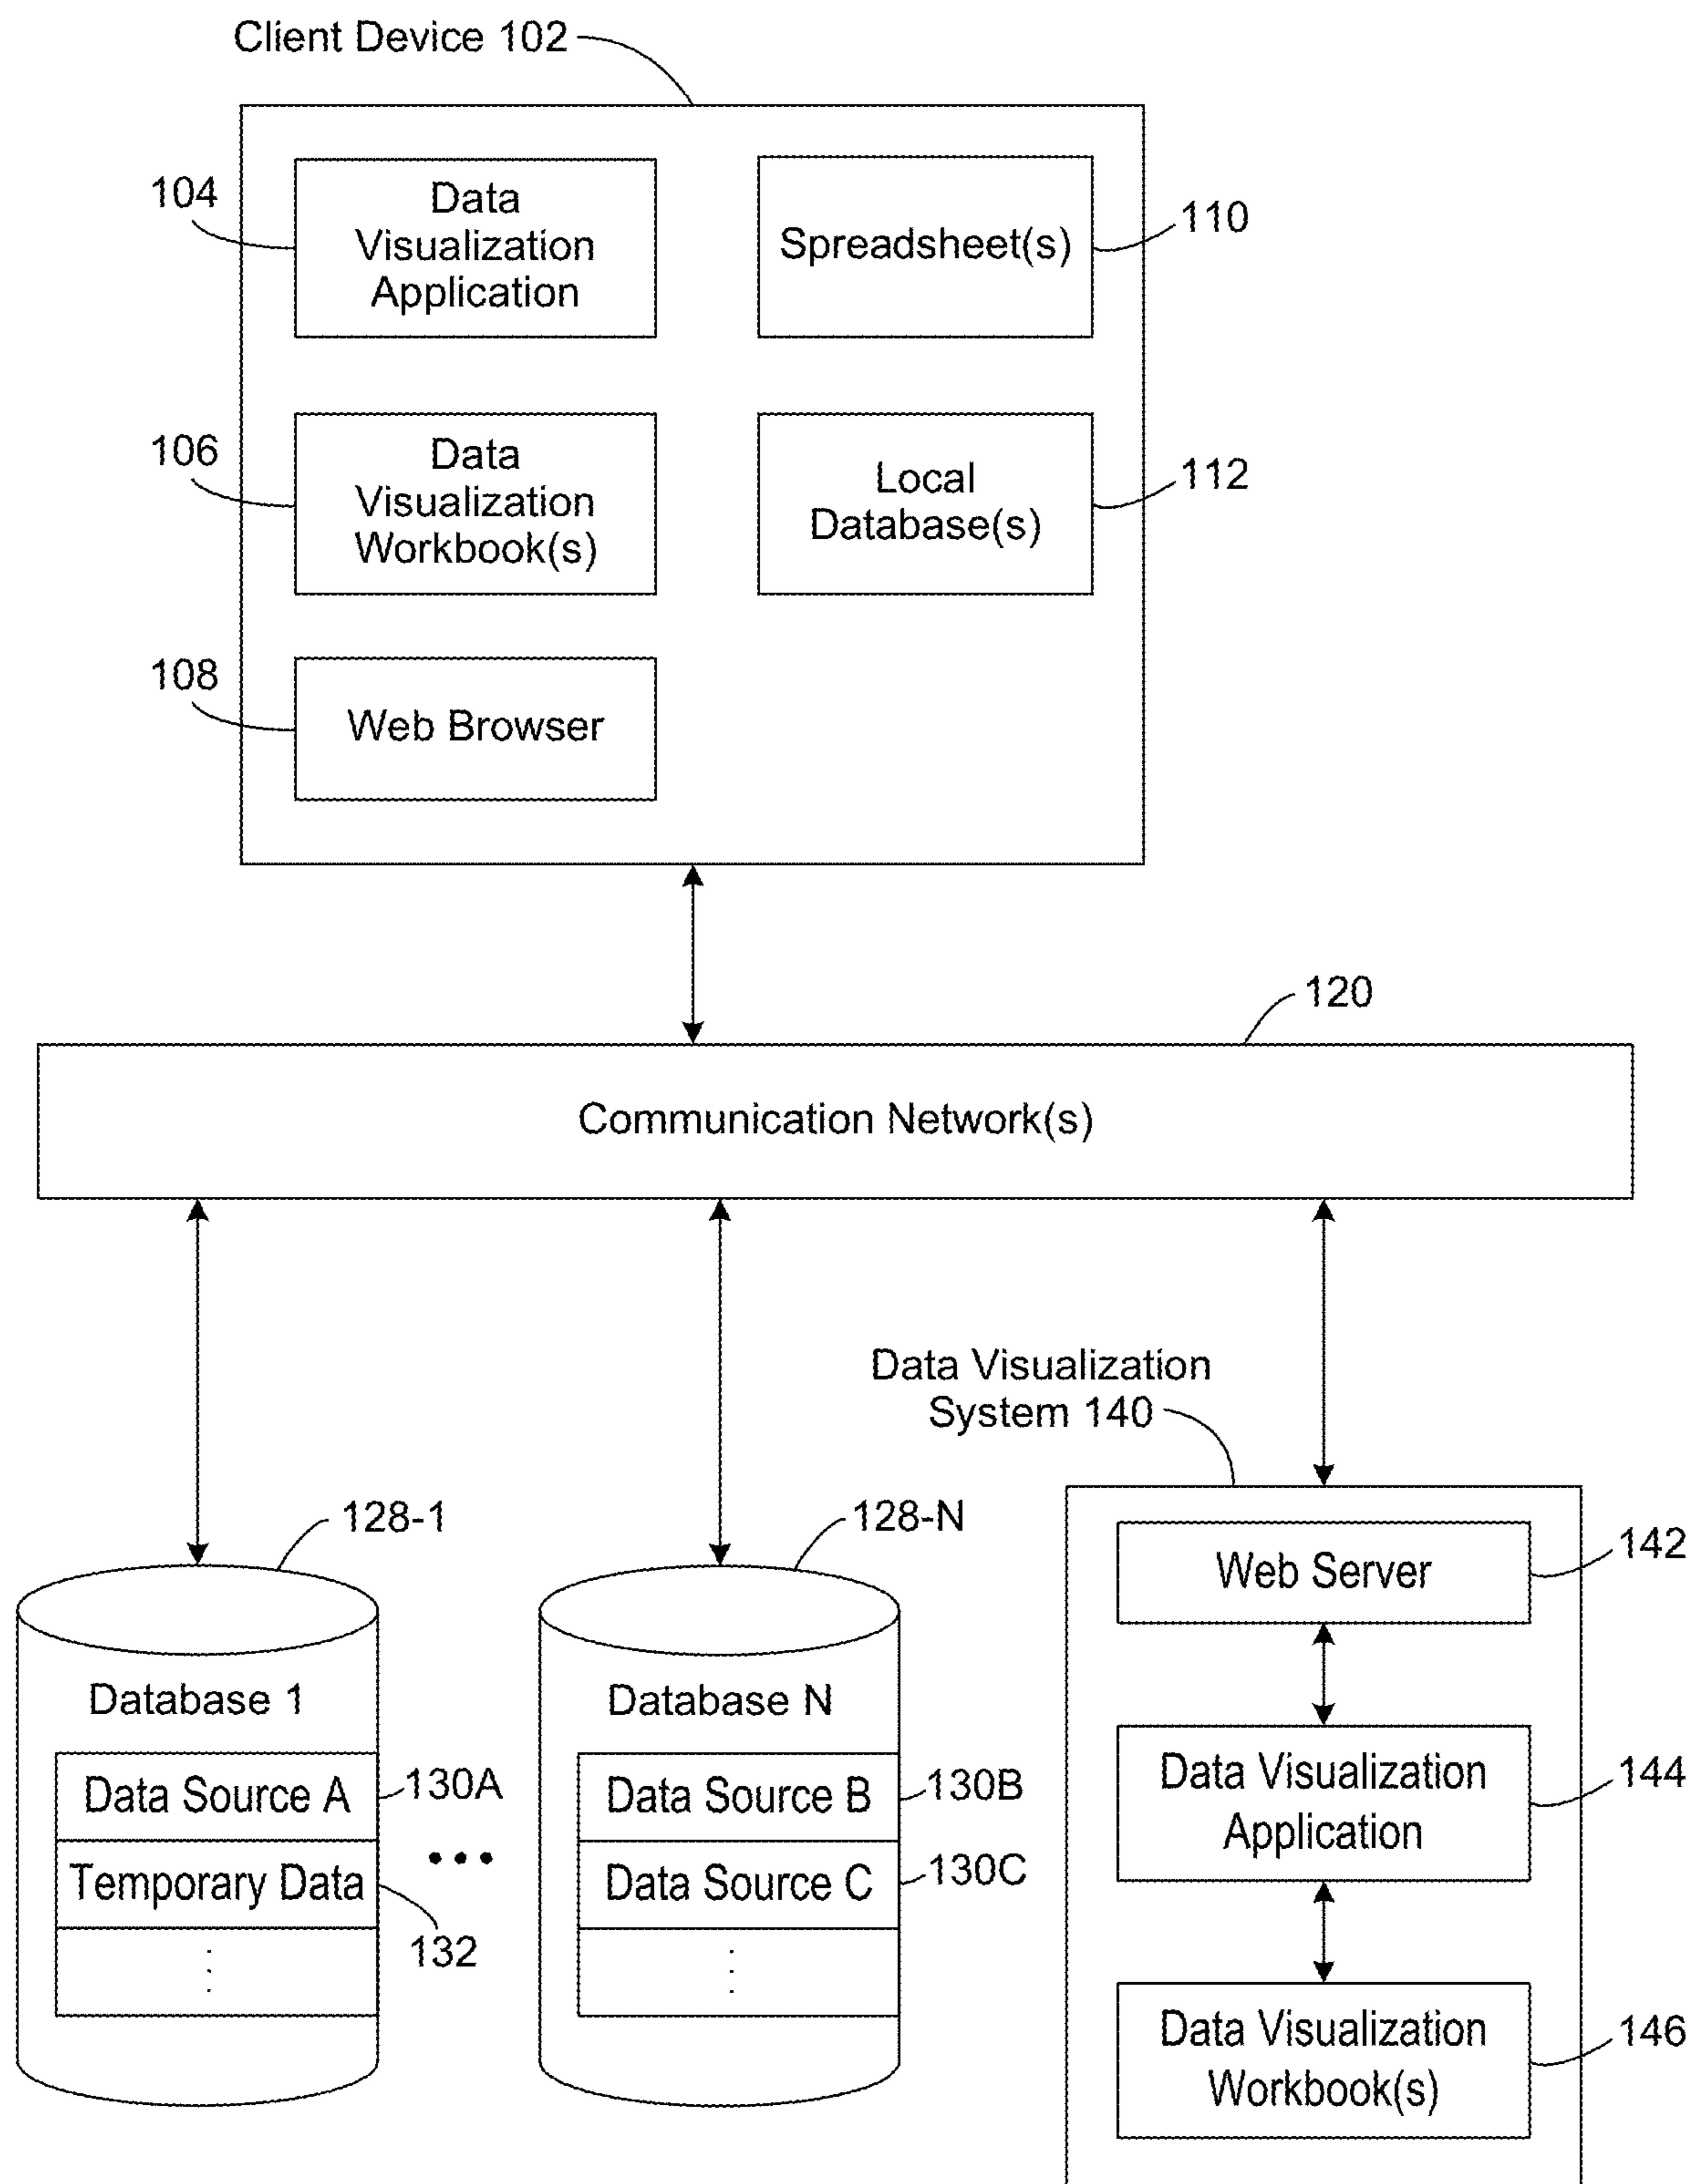 Client Device 102
104
Data
Visualization
Application
Spreadsheet(s)
110
106
Data
Visualization
Workbook(s)
Local
Database(s)
112
108
Web Browser
120
Communication Network(s)
Data Visualization
System 140
128-1
128-N
Database 1
Data Source A
130A
Temporary Data
132
Database N
Data Source B
130B
Data Source C
130C
Web Server
142
Data Visualization
Application
144
Data Visualization
Workbook(s)
146